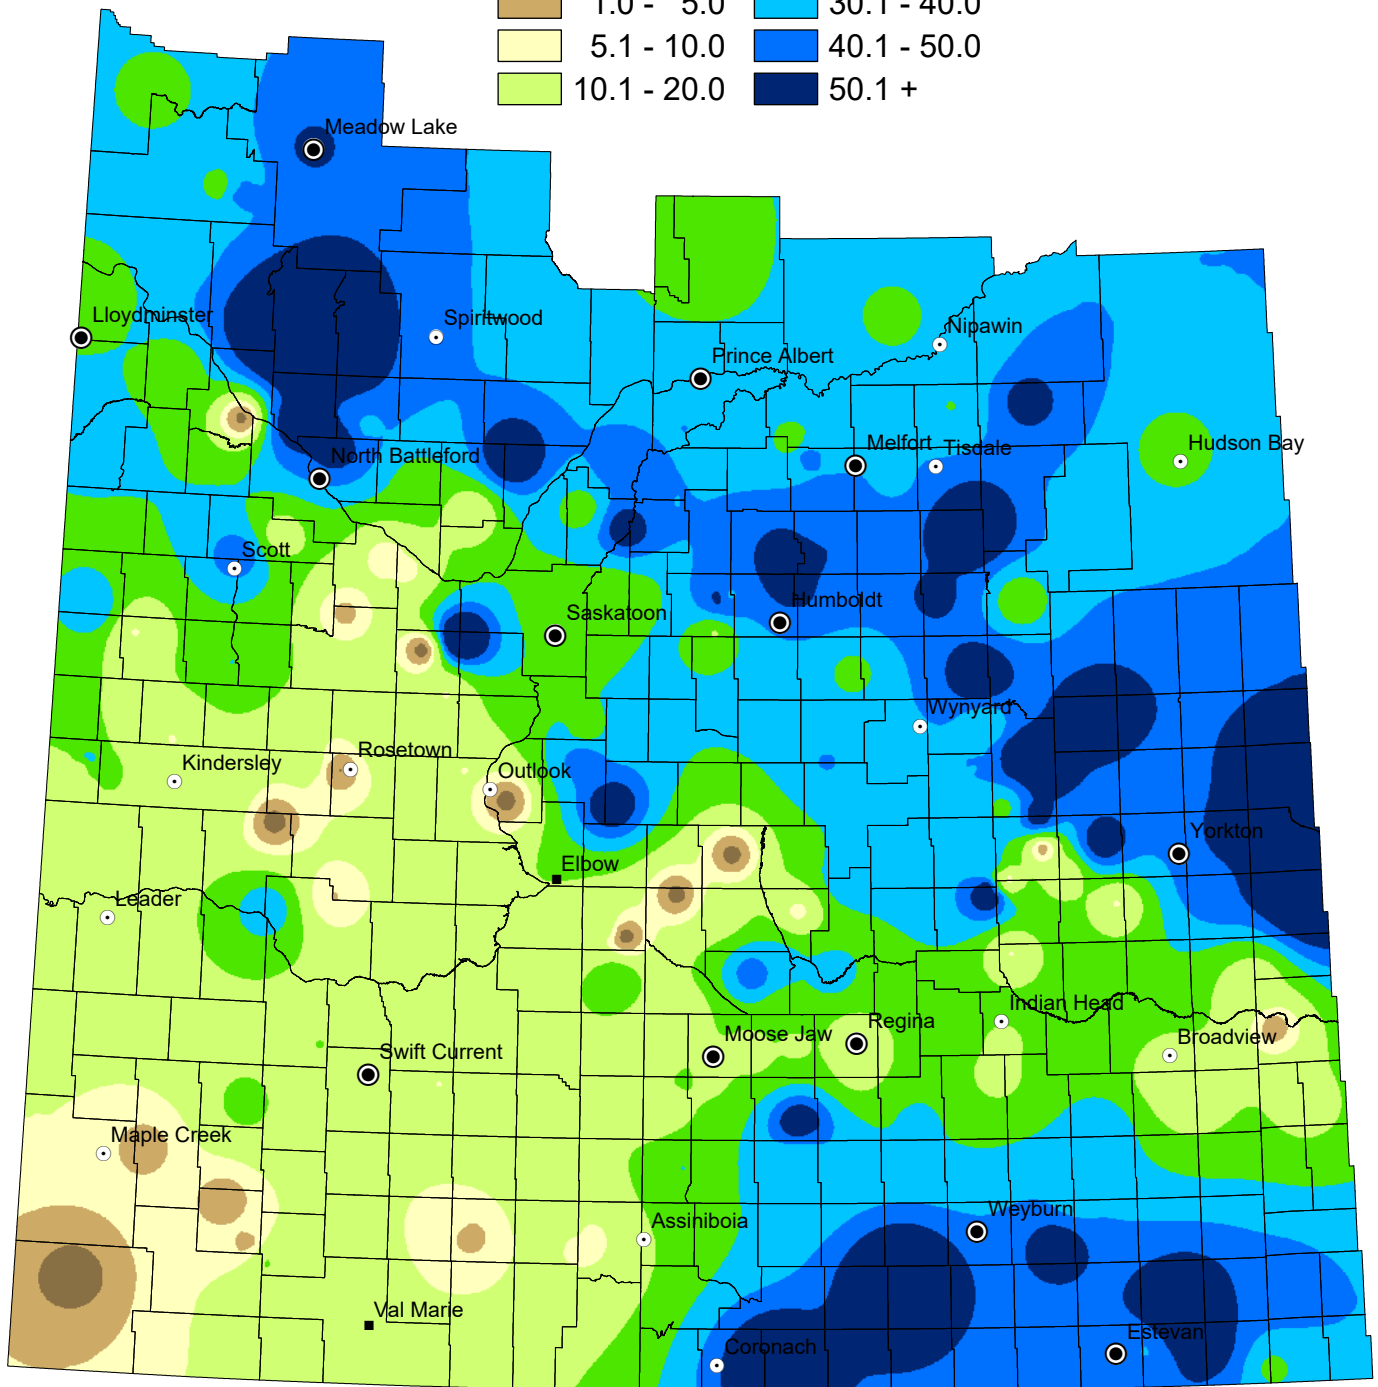 1.0 - 5.0 30.1 - 40.0
5.1 - 10.0 40.1 - 50.0
10.1 - 20.0 50.1 +
Meadow Lake
Lloydminster
Spiritwood
Nipawin
Prince Albert
North Battleford
Melfort
Tisdale
Hudson Bay
Scott
Saskatoon
Humboldt
Wynyard
Kindersley
Rosetown
Outlook
Yorkton
Elbow
Leader
Indian Head
Regina
Moose Jaw
Broadview
Swift Current
Maple Creek
Assiniboia
Weyburn
Val Marie
Estevan
Coronach